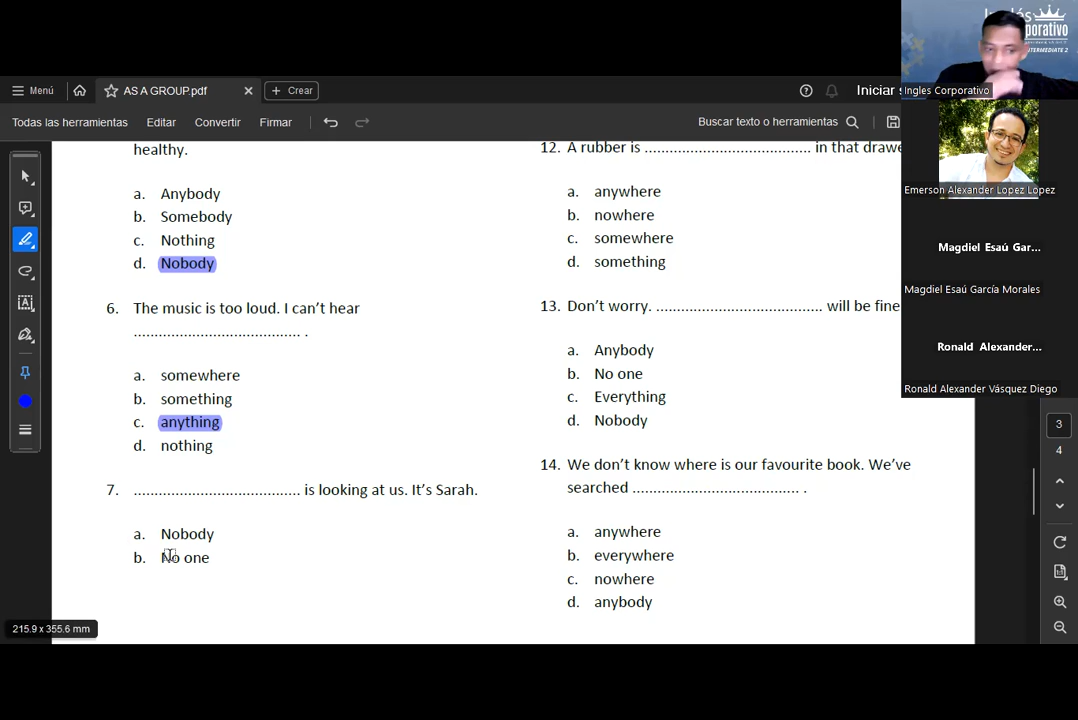 Menú
AS A GROUP.pdf
Crear
Iniciar
Todas las herramientas
Editar
Convertir
Firmar
Buscar texto o herramientas
healthy.
a. Anybody
b. Somebody
c. Nothing
d. Nobody
6. The music is too loud. I can't hear
........................................ .
a. somewhere
b. something
c. anything
d. nothing
7. ........................................ is looking at us. It's Sarah.
a. Nobody
b. No one
215.9 x 355.6 mm
12. A rubber is ........................................ in that drawe
a. anywhere
b. nowhere
c. somewhere
d. something
13. Don't worry. ........................................ will be fine
a. Anybody
b. No one
c. Everything
d. Nobody
14. We don't know where is our favourite book. We've
searched ........................................ .
a. anywhere
b. everywhere
c. nowhere
d. anybody
3
4
Inglés
orporativo
INTERMEDIATE 2
Ingles Corporativo
Emerson Alexander Lopez Lopez
Magdiel Esaú Gar...
Magdiel Esaú García Morales
Ronald Alexander...
Ronald Alexander Vásquez Diego